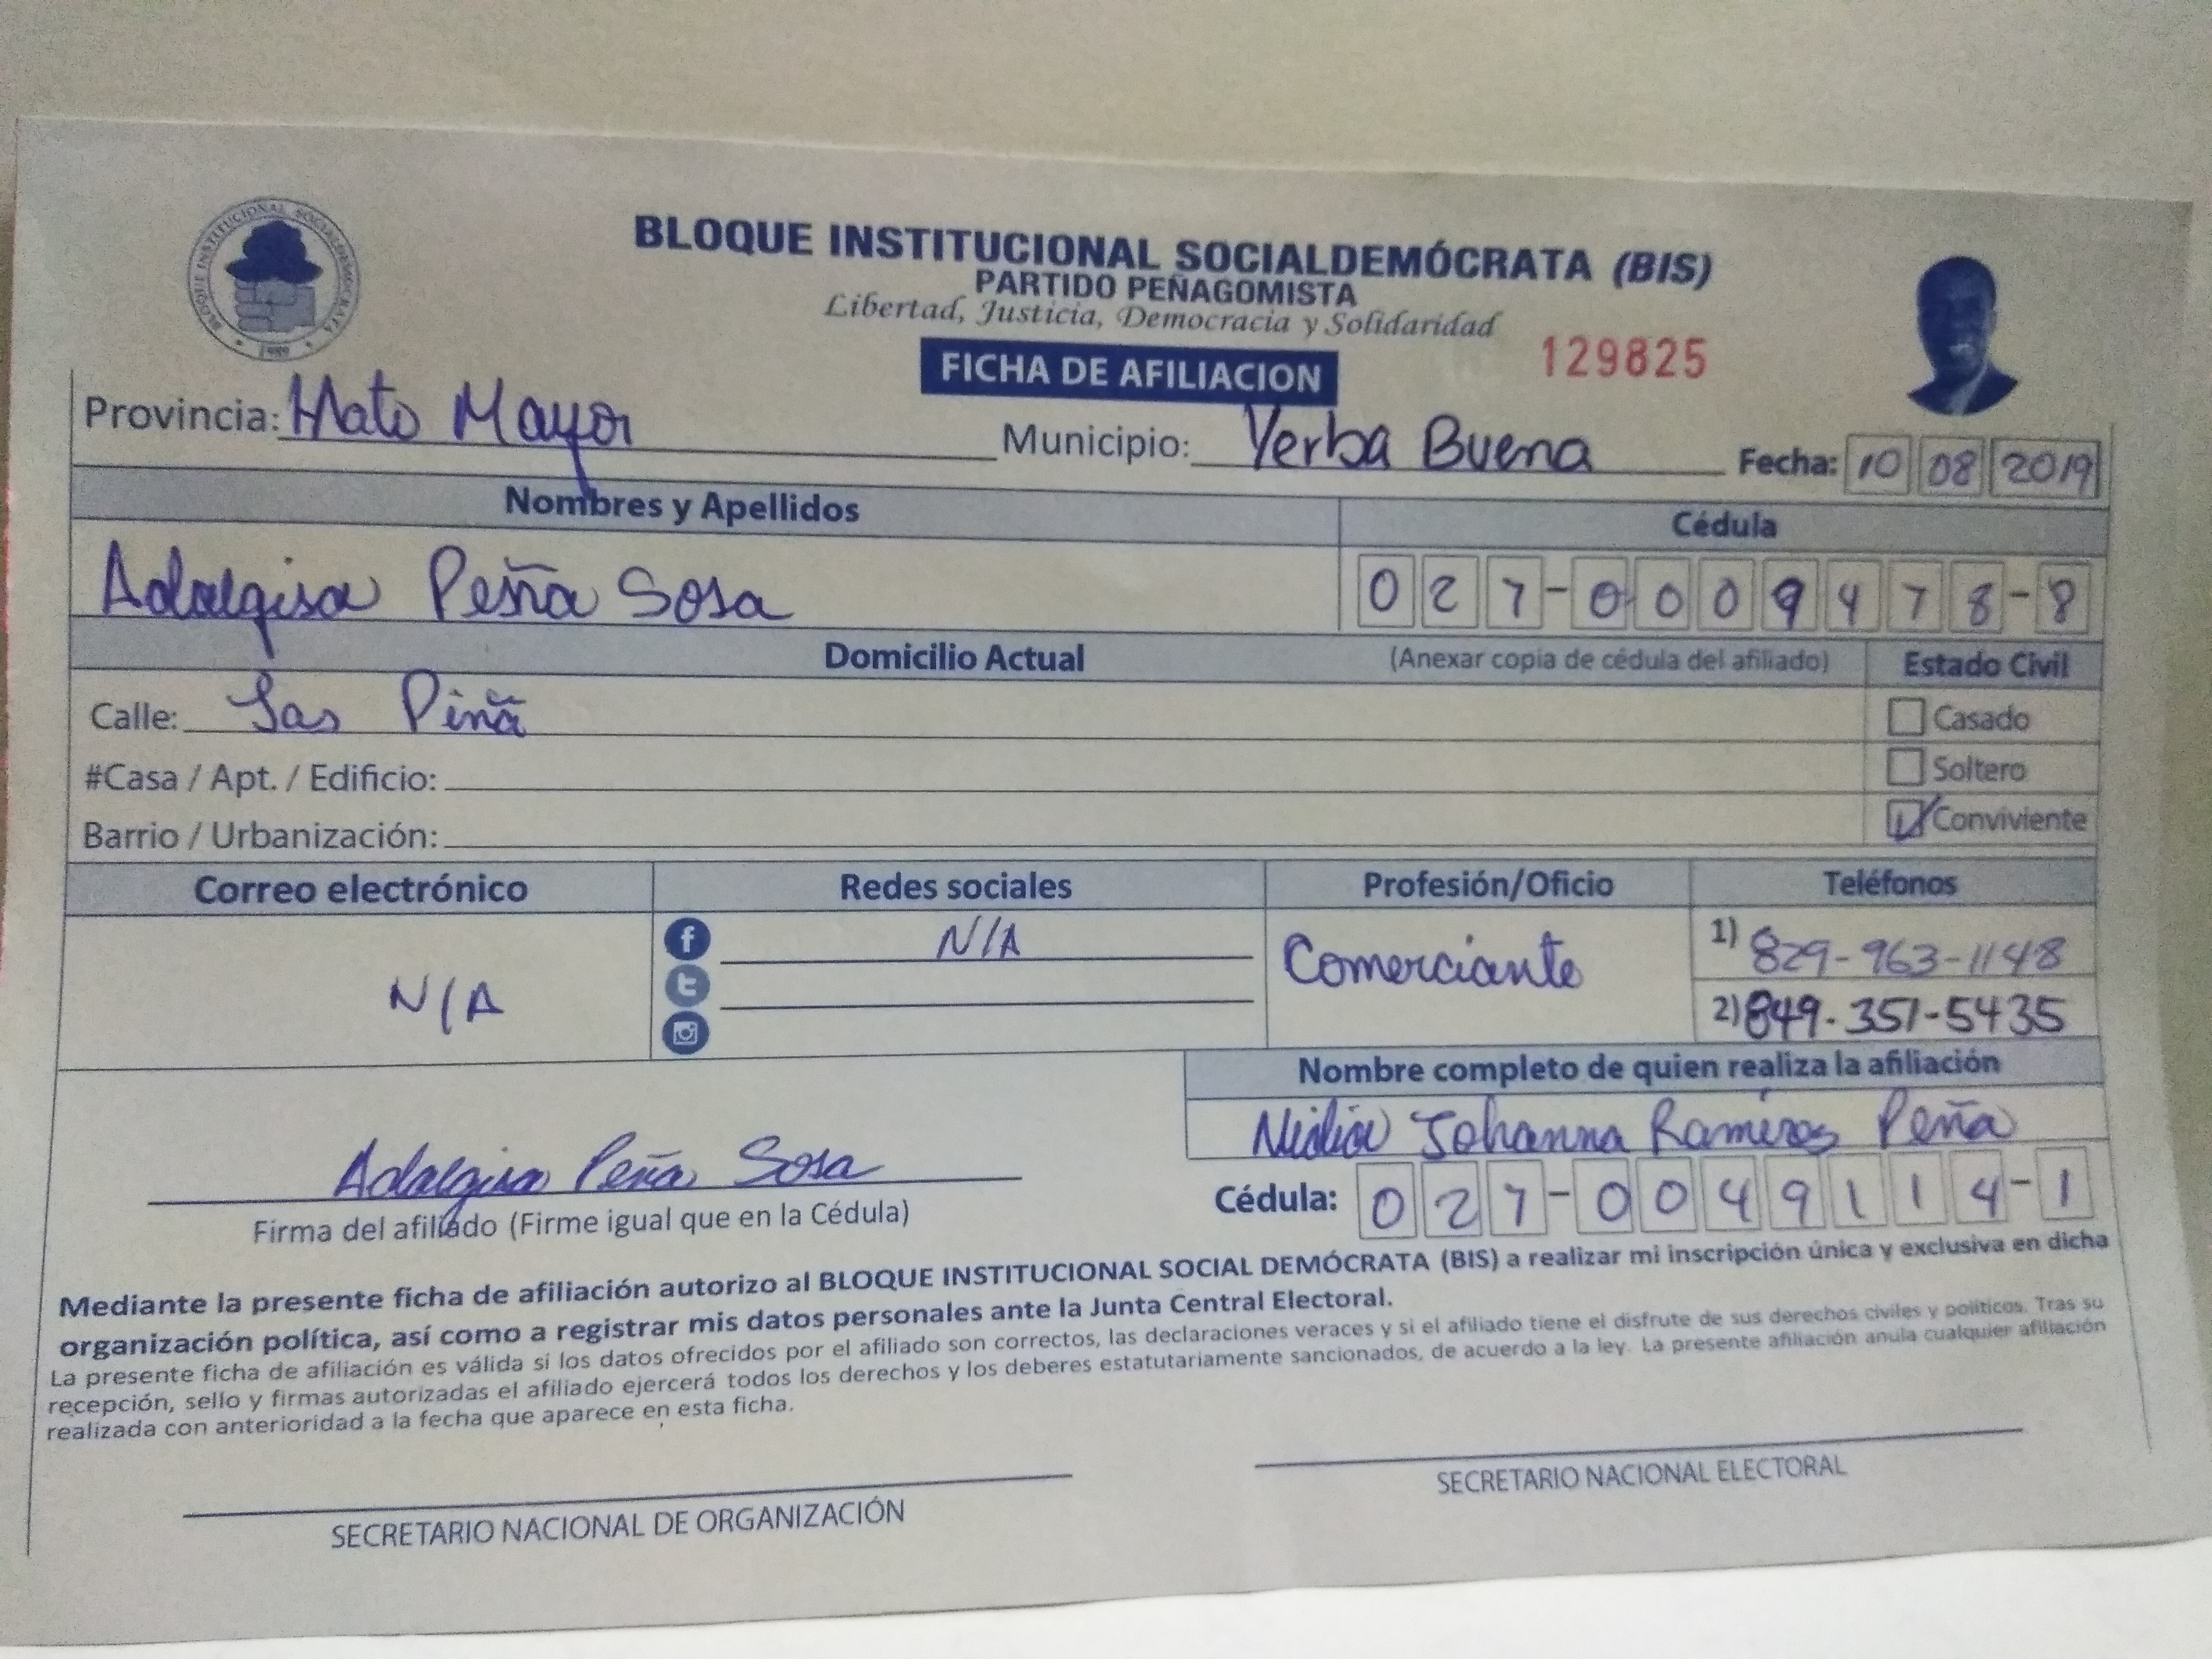 BLOQUE INSTITUCIONAL SOCIALDEMÓCRATA
1989
BLOQUE INSTITUCIONAL SOCIALDEMÓCRATA (BIS)
PARTIDO PEÑAGOMISTA
Libertad, Justicia, Democracia y Solidaridad
FICHA DE AFILIACION 129825
Provincia: Hato Mayor Municipio: Yerba Buena Fecha: 10 08 2019
Nombres y Apellidos Cédula
Adalgisa Peña Sosa 027-0009478-8
Domicilio Actual (Anexar copia de cédula del afiliado) Estado Civil
Calle: Las Piña Casado
#Casa / Apt. / Edificio: Soltero
Barrio / Urbanización: Conviviente
Correo electrónico Redes sociales Profesión/Oficio Teléfonos
N/A N/A Comerciante 1) 829-963-1148
2) 849-351-5435
Nombre completo de quien realiza la afiliación
Johanna Ramírez Peña
Adalgisa Peña Sosa
Cédula: 027-0049114-1
Firma del afiliado (Firme igual que en la Cédula)
Mediante la presente ficha de afiliación autorizo al BLOQUE INSTITUCIONAL SOCIAL DEMÓCRATA (BIS) a realizar mi inscripción única y exclusiva en dicha
organización política, así como a registrar mis datos personales ante la Junta Central Electoral.
La presente ficha de afiliación es válida si los datos ofrecidos por el afiliado son correctos, las declaraciones veraces y si el afiliado tiene el disfrute de sus derechos civiles y políticos. Tras su
recepción, sello y firmas autorizadas el afiliado ejercerá todos los derechos y los deberes estatutariamente sancionados, de acuerdo a la ley. La presente afiliación anula cualquier afiliación
realizada con anterioridad a la fecha que aparece en esta ficha.
SECRETARIO NACIONAL DE ORGANIZACIÓN SECRETARIO NACIONAL ELECTORAL